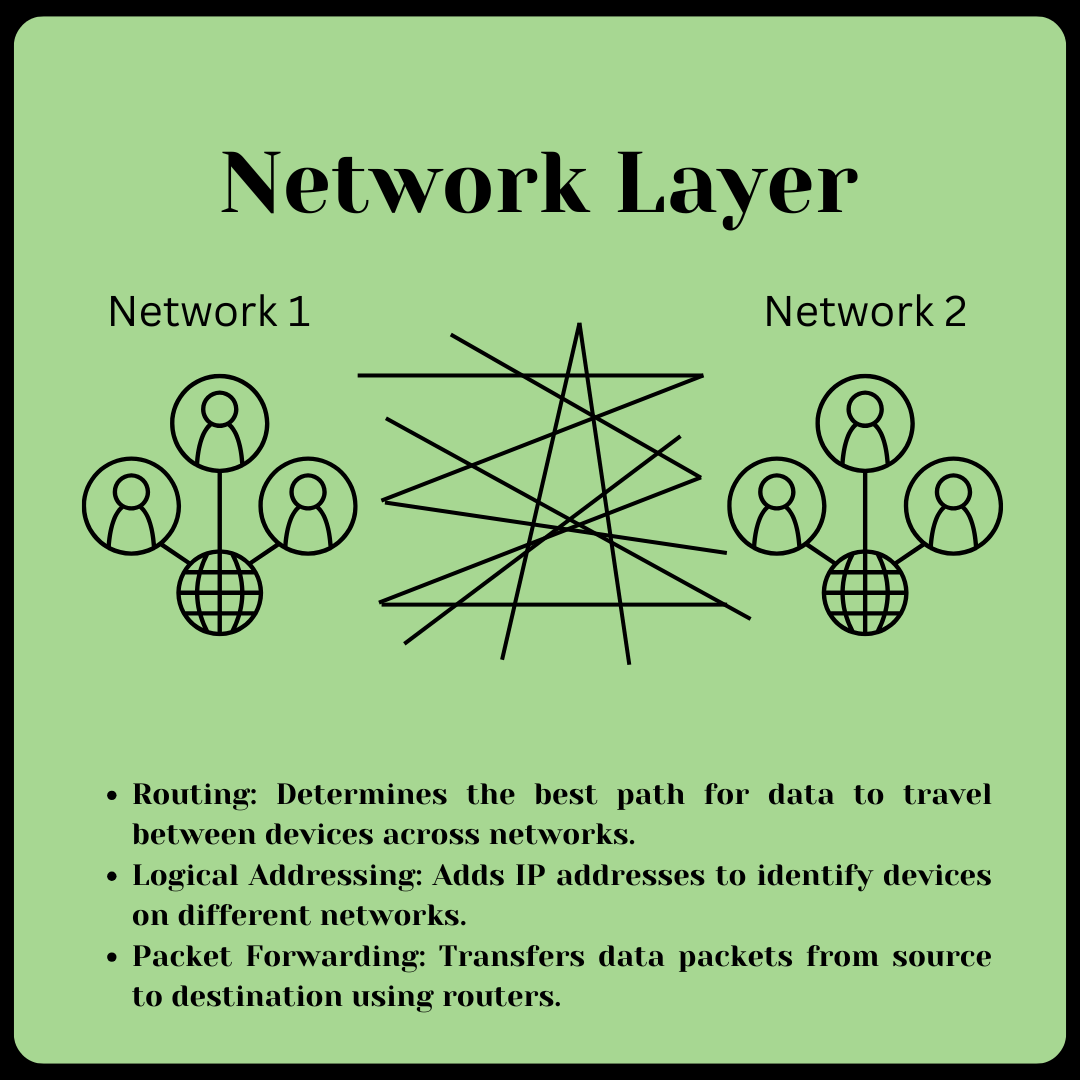 Network Layer
Network 1
Network 2
• Routing: Determines the best path for data to travel
between devices across networks.
• Logical Addressing: Adds IP addresses to identify devices
on different networks.
• Packet Forwarding: Transfers data packets from source
to destination using routers.